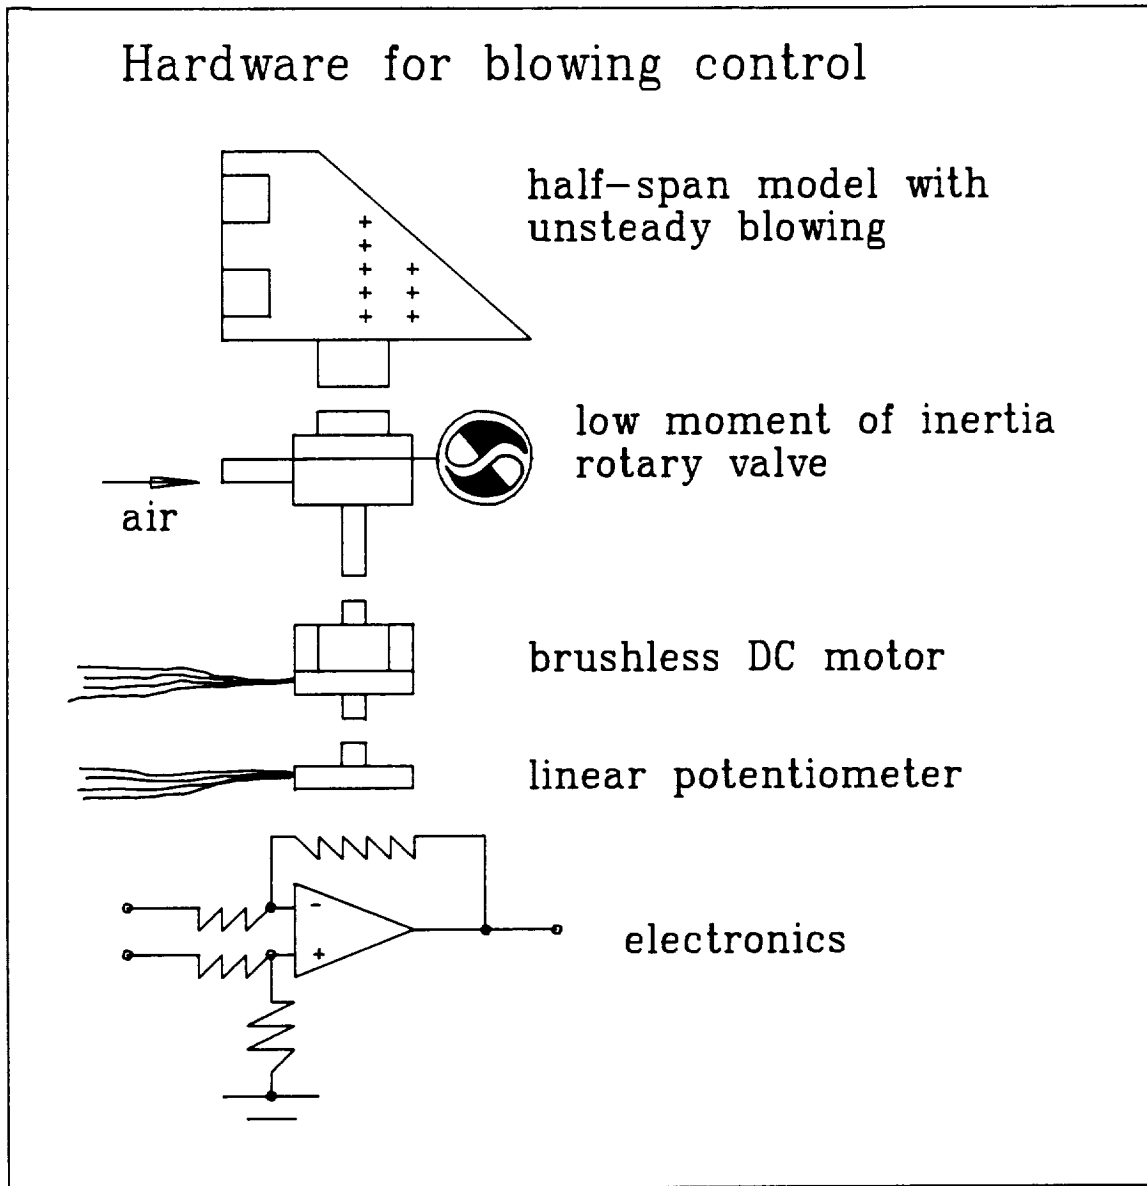 Hardware for blowing control
half-span model with
unsteady blowing
low moment of inertia
rotary valve
air
brushless DC motor
linear potentiometer
-
+
electronics